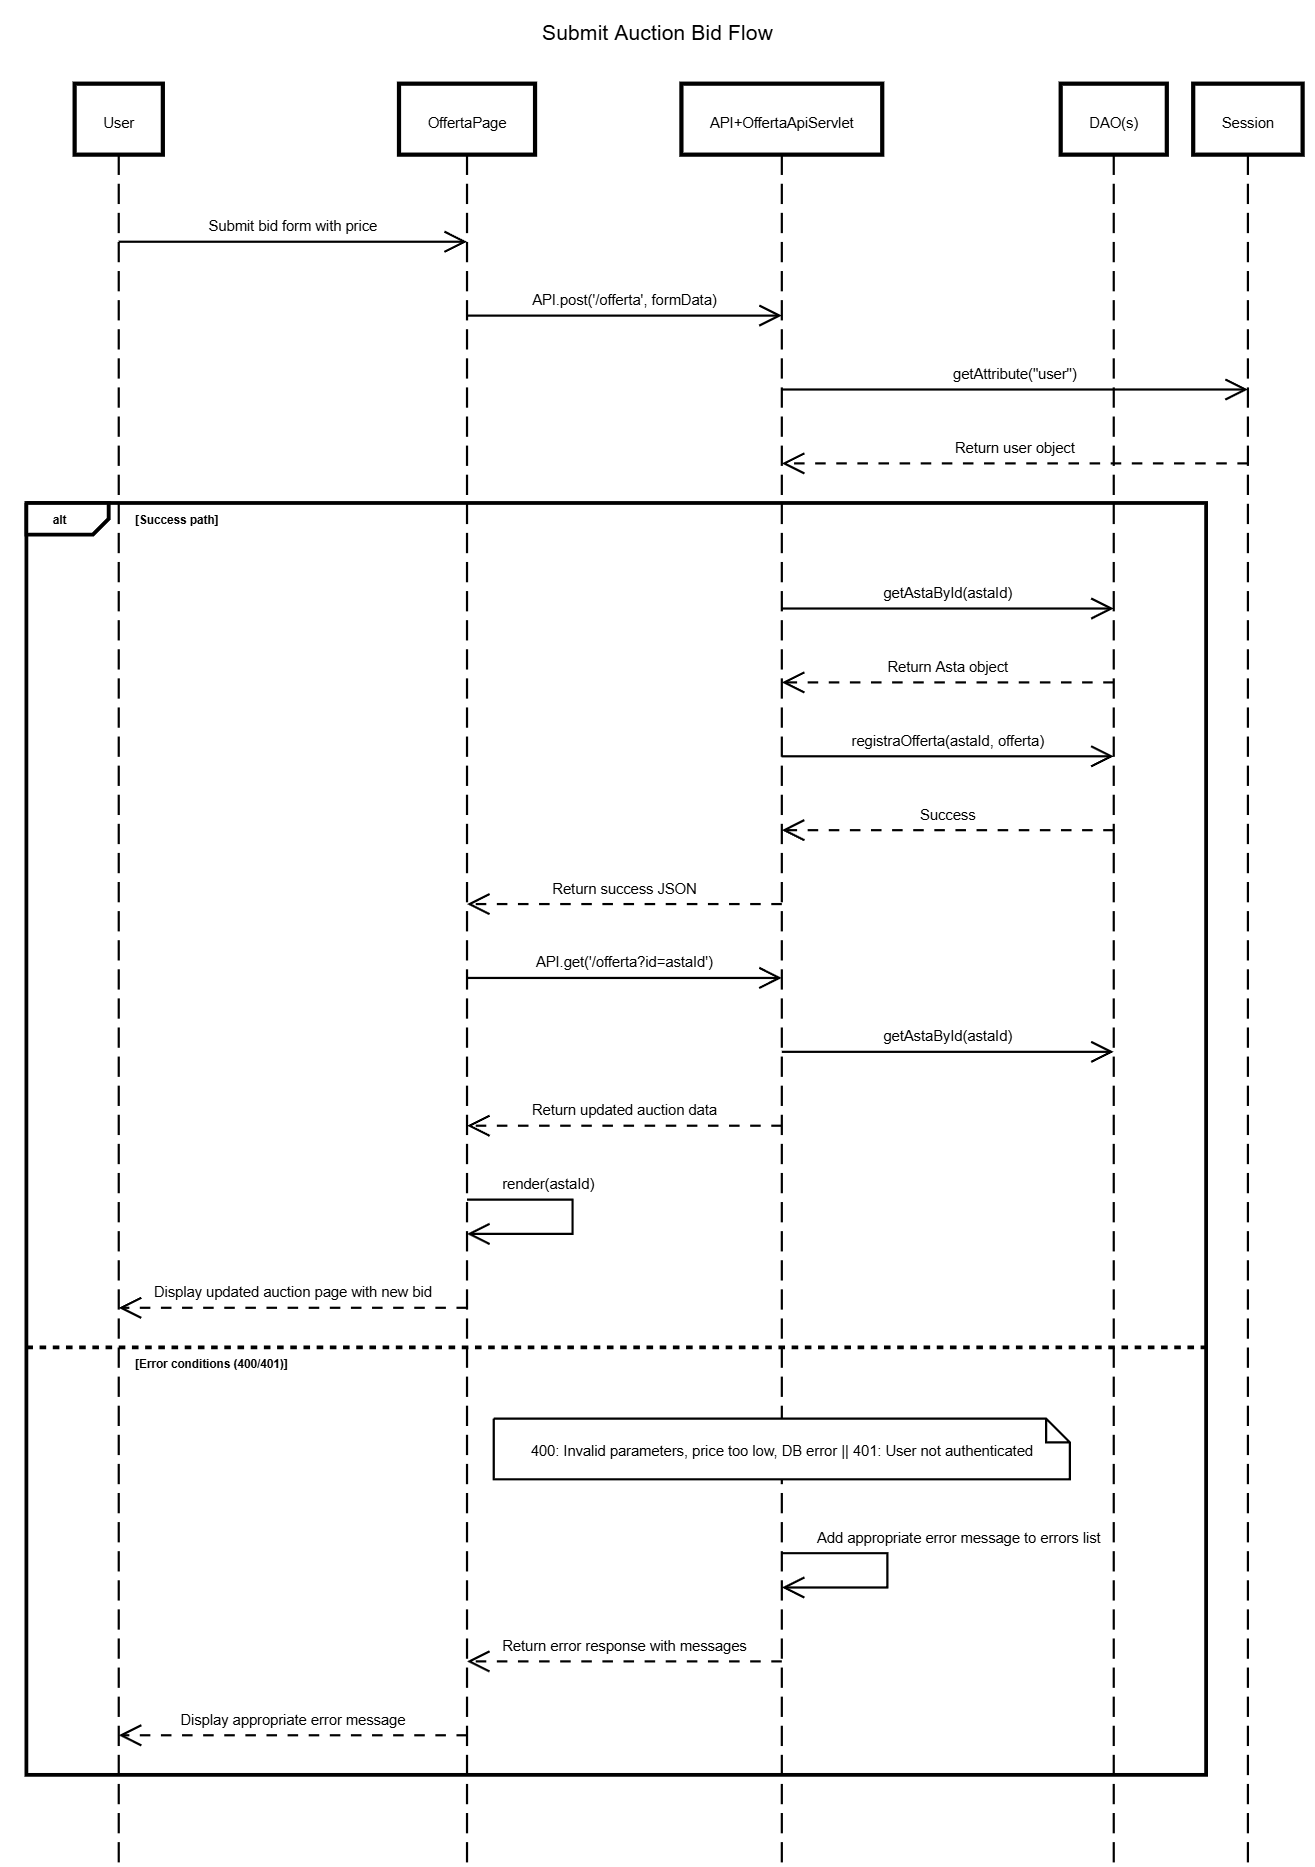 Submit Auction Bid Flow
User
OffertaPage
API+OffertaApiServlet
DAO(s)
Session
Submit bid form with price
API.post('/offerta', formData)
getAttribute("user")
Return user object
alt
[Success path]
getAstaById(astaId)
Return Asta object
registraOfferta(astaId, offerta)
Success
Return success JSON
API.get('/offerta?id=astaId')
getAstaById(astaId)
Return updated auction data
render(astaId)
Display updated auction page with new bid
[Error conditions (400/401)]
400: Invalid parameters, price too low, DB error || 401: User not authenticated
Add appropriate error message to errors list
Return error response with messages
Display appropriate error message